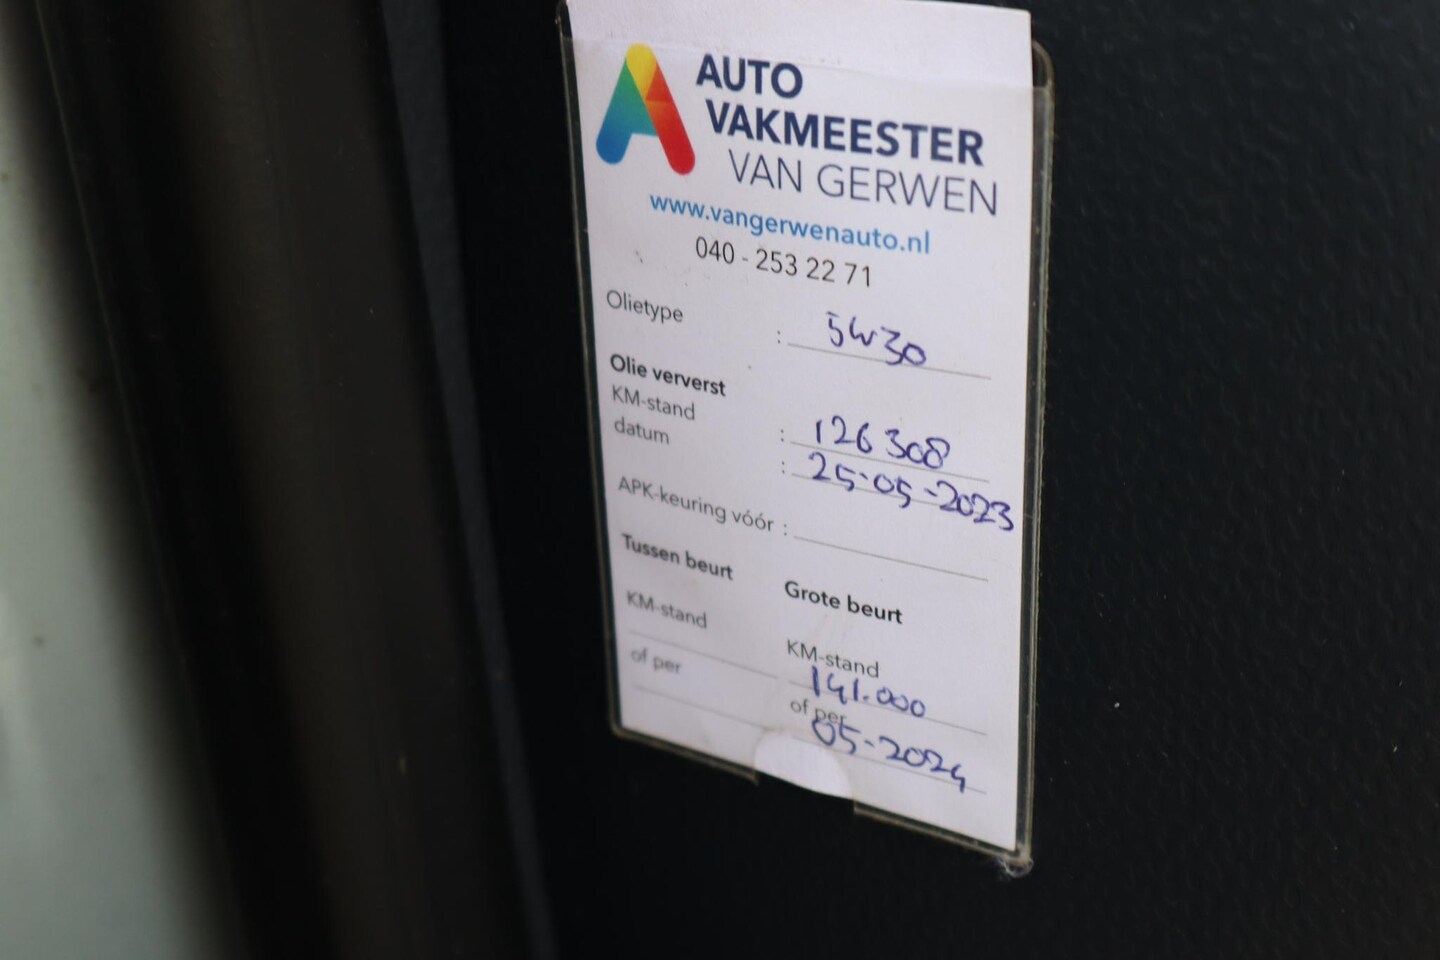 AUTO
VAKMEESTER
VAN GERWEN
www.vangerwenauto.nl
040 - 253 22 71
Olietype : 5W30
Olie ververst
KM-stand : 126308
datum : 25-05-2023
APK-keuring vóór :
Tussen beurt
KM-stand
of per
Grote beurt
KM-stand
141.000
of per
05-2024